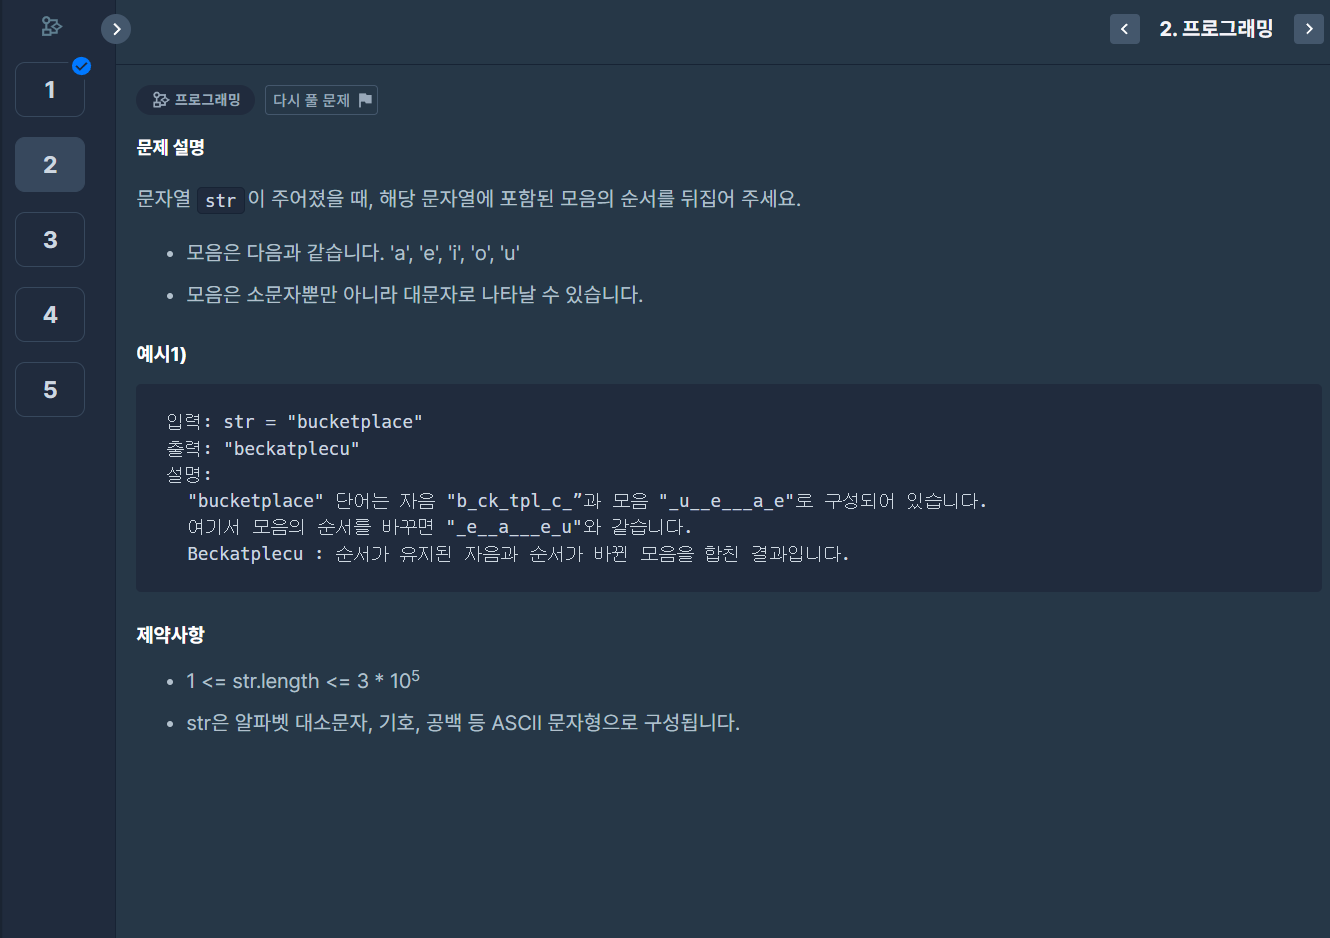 2. 프로그래밍
1
2
3
4
5
프로그래밍 다시 풀 문제
문제 설명
문자열 str 이 주어졌을 때, 해당 문자열에 포함된 모음의 순서를 뒤집어 주세요.
• 모음은 다음과 같습니다. 'a', 'e', 'i', 'o', 'u'
• 모음은 소문자뿐만 아니라 대문자로 나타날 수 있습니다.
예시1)
입력: str = "bucketplace"
출력: "beckatplecu"
설명:
"bucketplace" 단어는 자음 "b_ck_tpl_c_”과 모음 "_u__e___a_e"로 구성되어 있습니다.
여기서 모음의 순서를 바꾸면 "_e__a___e_u"와 같습니다.
Beckatplecu : 순서가 유지된 자음과 순서가 바뀐 모음을 합친 결과입니다.
제약사항
• 1 <= str.length <= 3 * 10⁵
• str은 알파벳 대소문자, 기호, 공백 등 ASCII 문자형으로 구성됩니다.